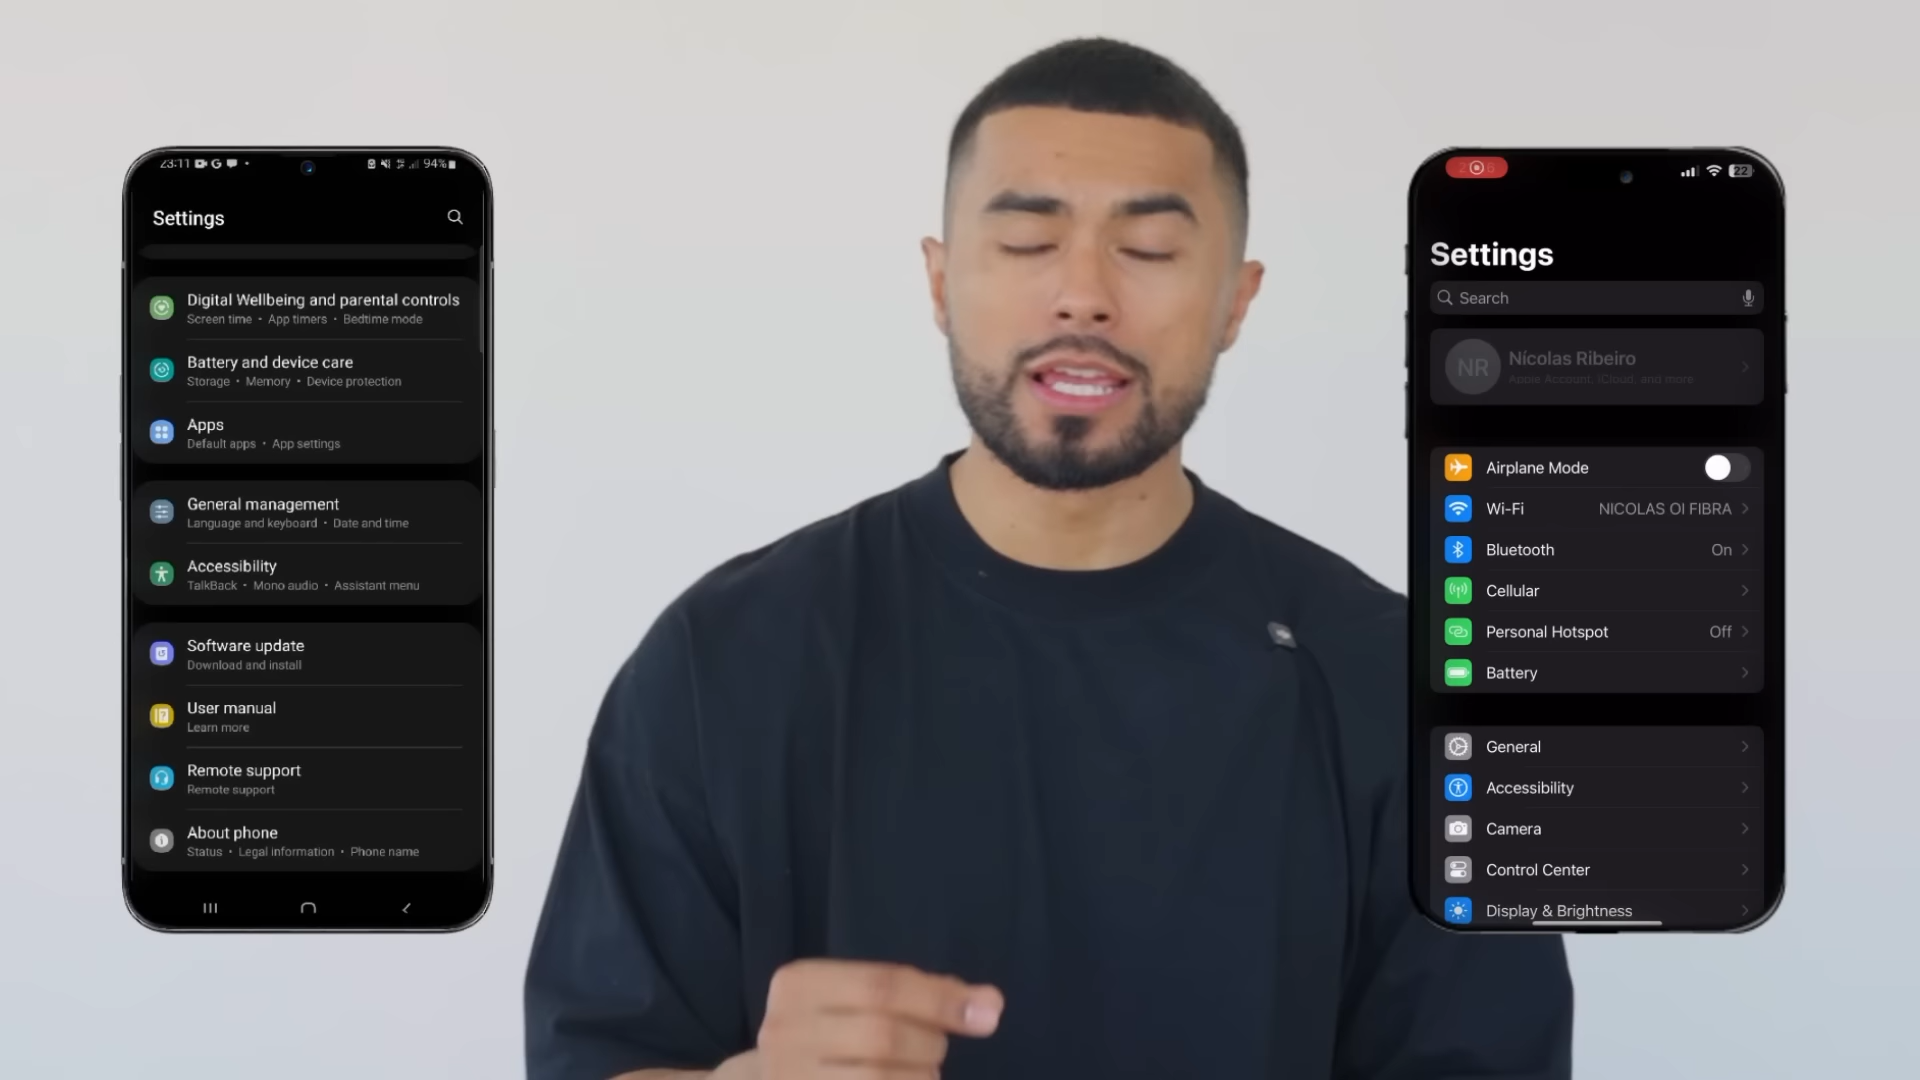 23:11
94%
Settings
Digital Wellbeing and parental controls
Screen time • App timers • Bedtime mode
Battery and device care
Storage • Memory • Device protection
Apps
Default apps • App settings
General management
Language and keyboard • Date and time
Accessibility
TalkBack • Mono audio • Assistant menu
Software update
Download and install
User manual
Learn more
Remote support
Remote support
About phone
Status • Legal information • Phone name
22
Settings
Search
NR
Nícolas Ribeiro
Apple Account, iCloud, and more
Airplane Mode
Wi-Fi NICOLAS OI FIBRA
Bluetooth On
Cellular
Personal Hotspot Off
Battery
General
Accessibility
Camera
Control Center
Display & Brightness